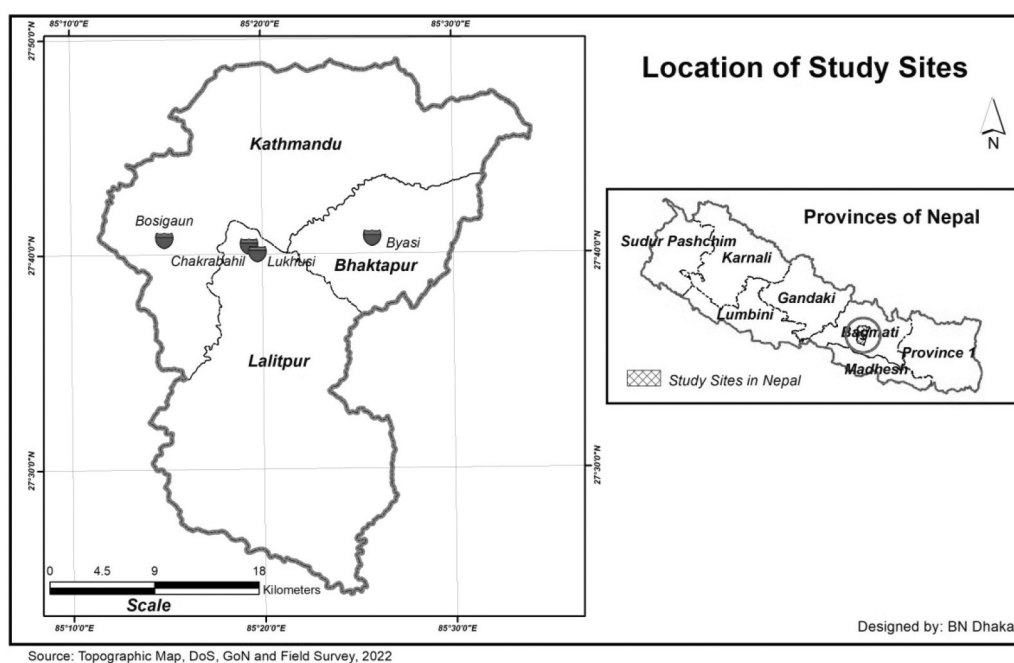 85°10'0"E 85°20'0"E 85°30'0"E
Location of Study Sites
27°50'0"N
N
Kathmandu
Provinces of Nepal
Bosigaun
Byasi
Sudur Pashchim
Karnali
27°40'0"N
27°40'0"N
Chakrabahil
Lukhusi
Bhaktapur
Gandaki
Lumbini
Bagmati
Province 1
Madhesh
Lalitpur
Study Sites in Nepal
27°30'0"N
27°30'0"N
0 4.5 9 18
Kilometers
Scale
85°10'0"E 85°20'0"E 85°30'0"E
Designed by: BN Dhakal
Source: Topographic Map, DoS, GoN and Field Survey, 2022